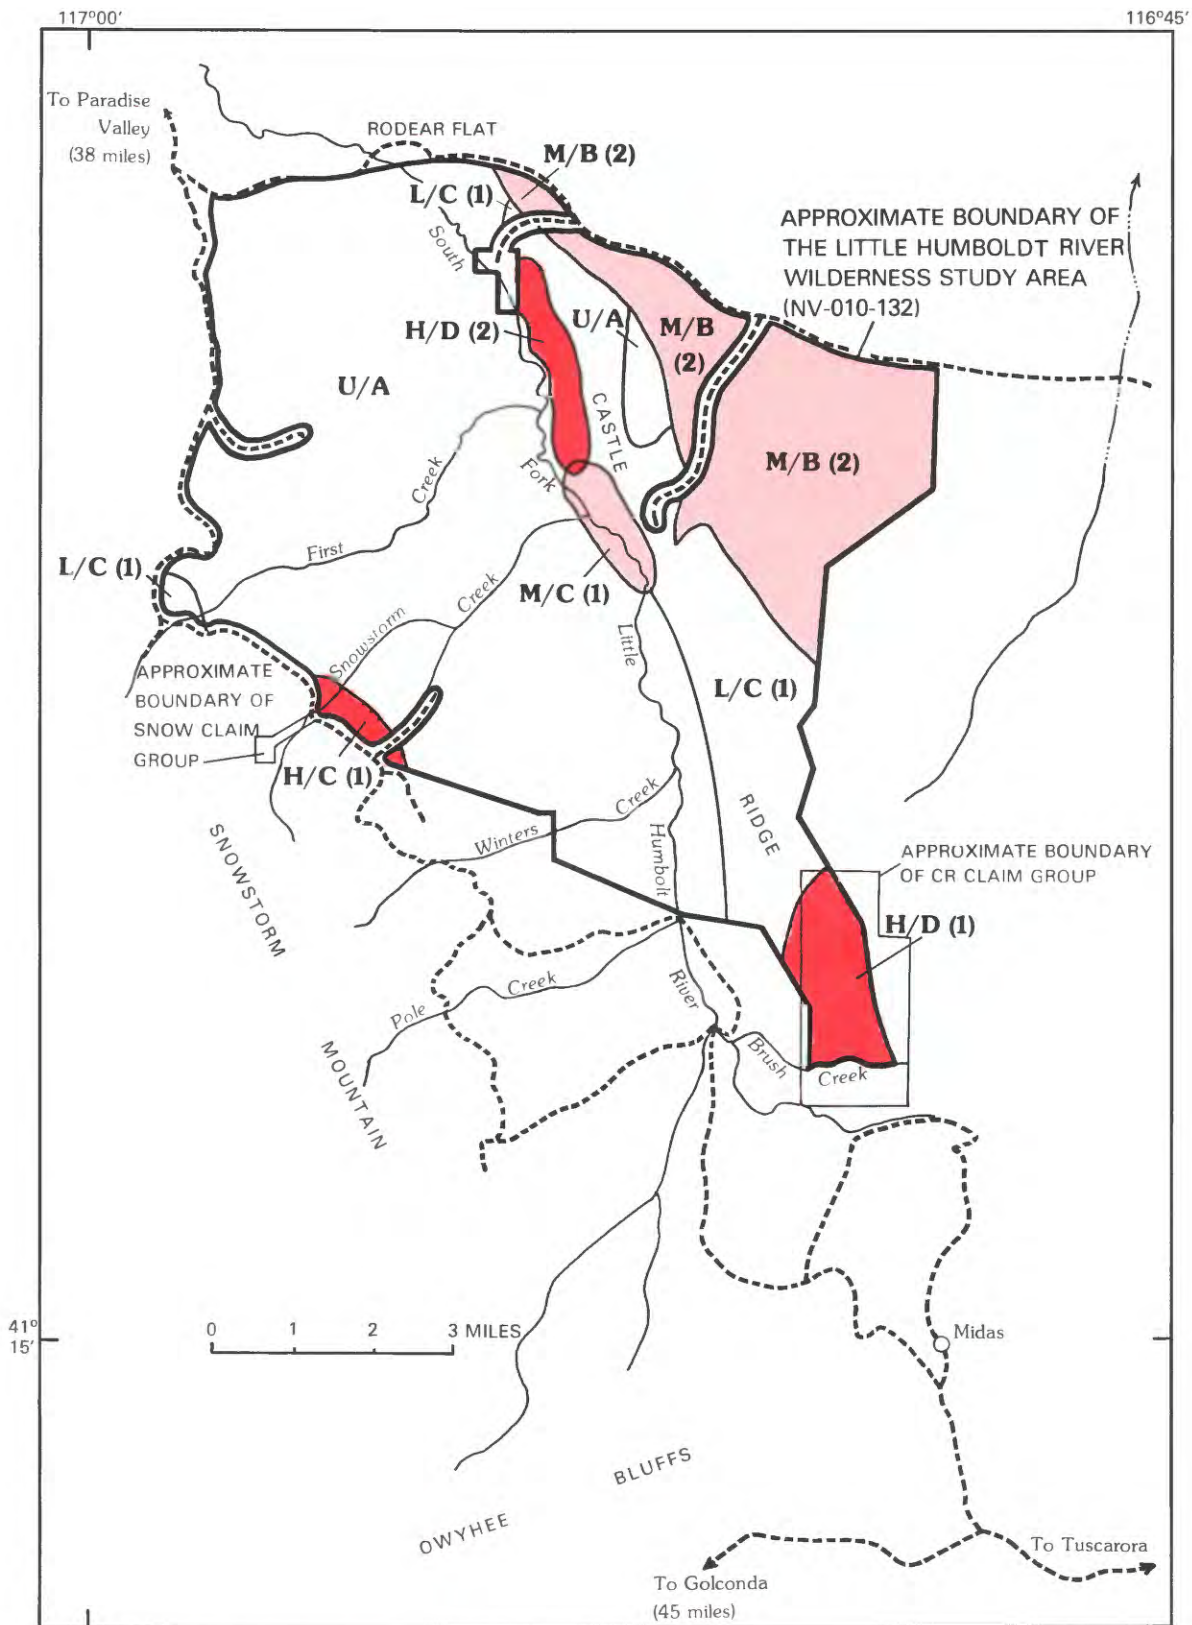 117°00'
116°45'
To Paradise
Valley
(38 miles)
RODEAR FLAT
M/B (2)
L/C (1)
APPROXIMATE BOUNDARY OF
THE LITTLE HUMBOLDT RIVER
WILDERNESS STUDY AREA
(NV-010-132)
South
H/D (2)
U/A
M/B
(2)
U/A
CASTLE
M/B (2)
Fork
Creek
First
L/C (1)
M/C (1)
Creek
Snowstorm
Little
APPROXIMATE
BOUNDARY OF
SNOW CLAIM
GROUP
L/C (1)
H/C (1)
RIDGE
Creek
Winters
Humbolt
SNOWSTORM
APPROXIMATE BOUNDARY
OF CR CLAIM GROUP
H/D (1)
River
Creek
Pole
MOUNTAIN
Brush
Creek
41°
15'
0 1 2 3 MILES
Midas
BLUFFS
OWYHEE
To Tuscarora
To Golconda
(45 miles)